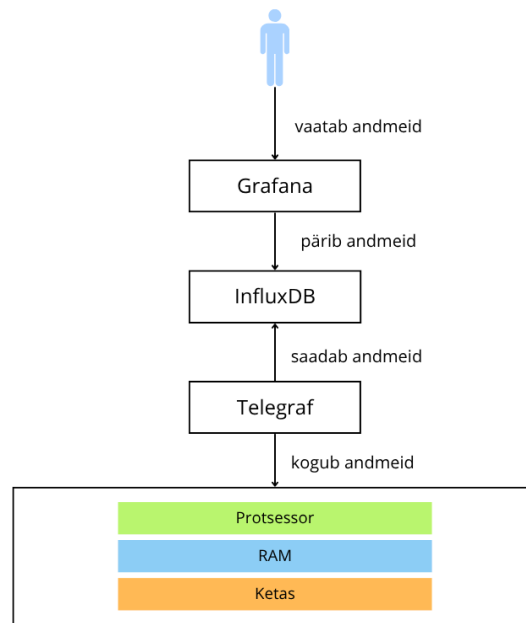 vaatab andmeid
Grafana
pärib andmeid
InfluxDB
saadab andmeid
Telegraf
kogub andmeid
Protsessor
RAM
Ketas